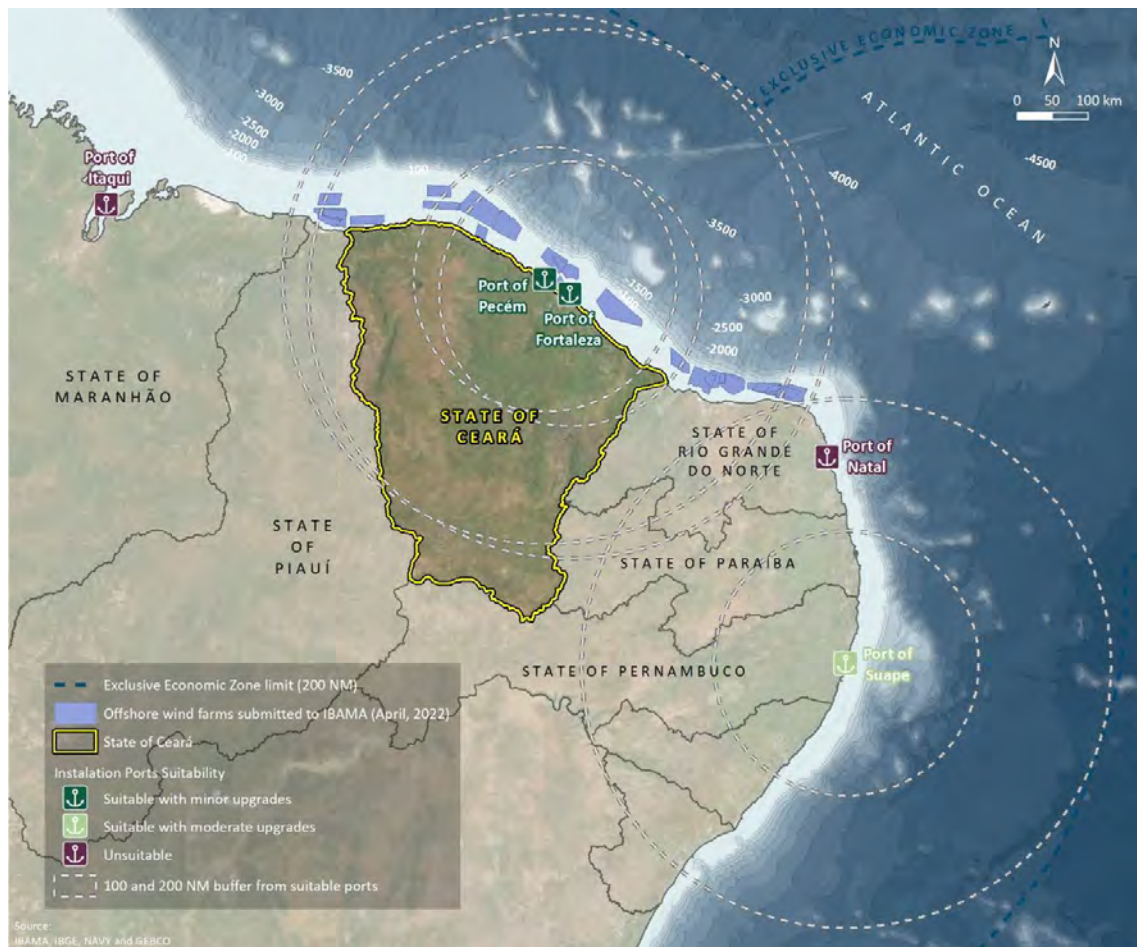 EXCLUSIVE ECONOMIC ZONE
N
0 50 100 km
ATLANTIC OCEAN
-3500
-3000
-2500
-2000
-100
-100
-4500
-4000
-3500
-3000
-2500
-2000
-1500
-100
Port of
Itaqui
Port of
Pecém
Port of
Fortaleza
STATE OF
MARANHÃO
STATE OF
CEARÁ
STATE OF
RIO GRANDE
DO NORTE
Port of
Natal
STATE
OF
PIAUÍ
STATE OF PARAÍBA
STATE OF PERNAMBUCO
Port of
Suape
Exclusive Economic Zone limit (200 NM)
Offshore wind farms submitted to IBAMA (April, 2022)
State of Ceará
Instalation Ports Suitability
Suitable with minor upgrades
Suitable with moderate upgrades
Unsuitable
100 and 200 NM buffer from suitable ports
Source:
IBAMA, IBGE, NAVY and GEBCO